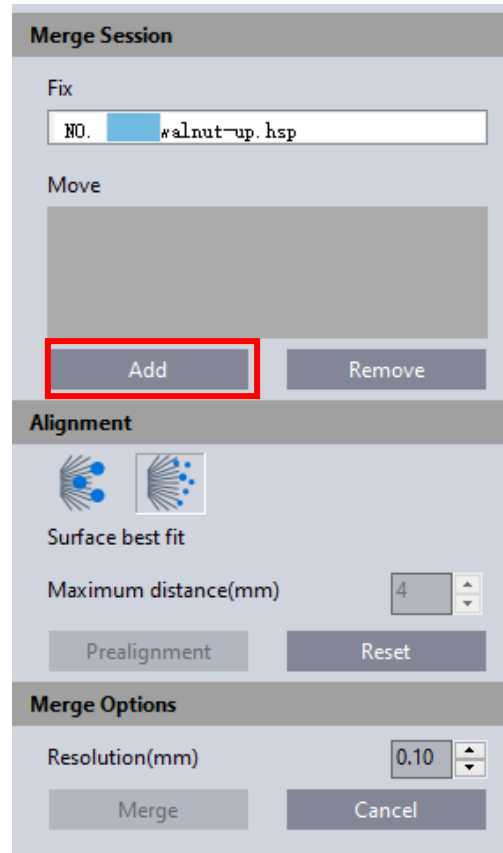 Merge Session
Fix
NO. walnut-up.hsp
Move
Add Remove
Alignment
Surface best fit
Maximum distance(mm) 4
Prealignment Reset
Merge Options
Resolution(mm) 0.10
Merge Cancel